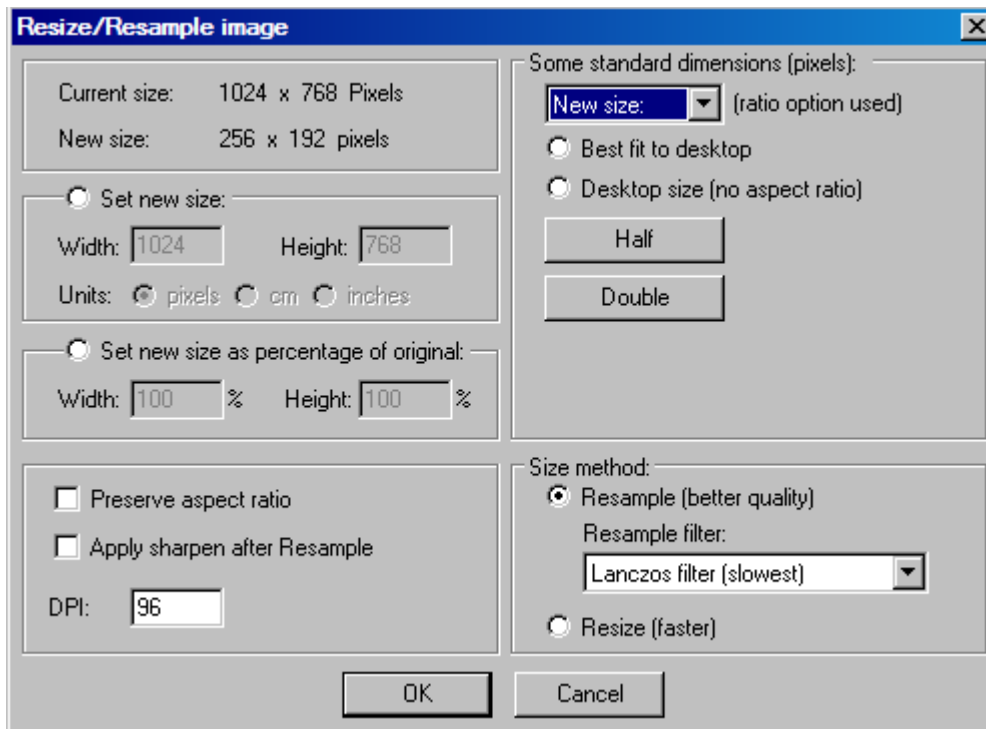 Resize/Resample image
Current size: 1024 x 768 Pixels
New size: 256 x 192 pixels
Set new size:
Width: 1024 Height: 768
Units: pixels cm inches
Set new size as percentage of original:
Width: 100 % Height: 100 %
Preserve aspect ratio
Apply sharpen after Resample
DPI: 96
Some standard dimensions (pixels):
New size: (ratio option used)
Best fit to desktop
Desktop size (no aspect ratio)
Half
Double
Size method:
Resample (better quality)
Resample filter:
Lanczos filter (slowest)
Resize (faster)
OK Cancel